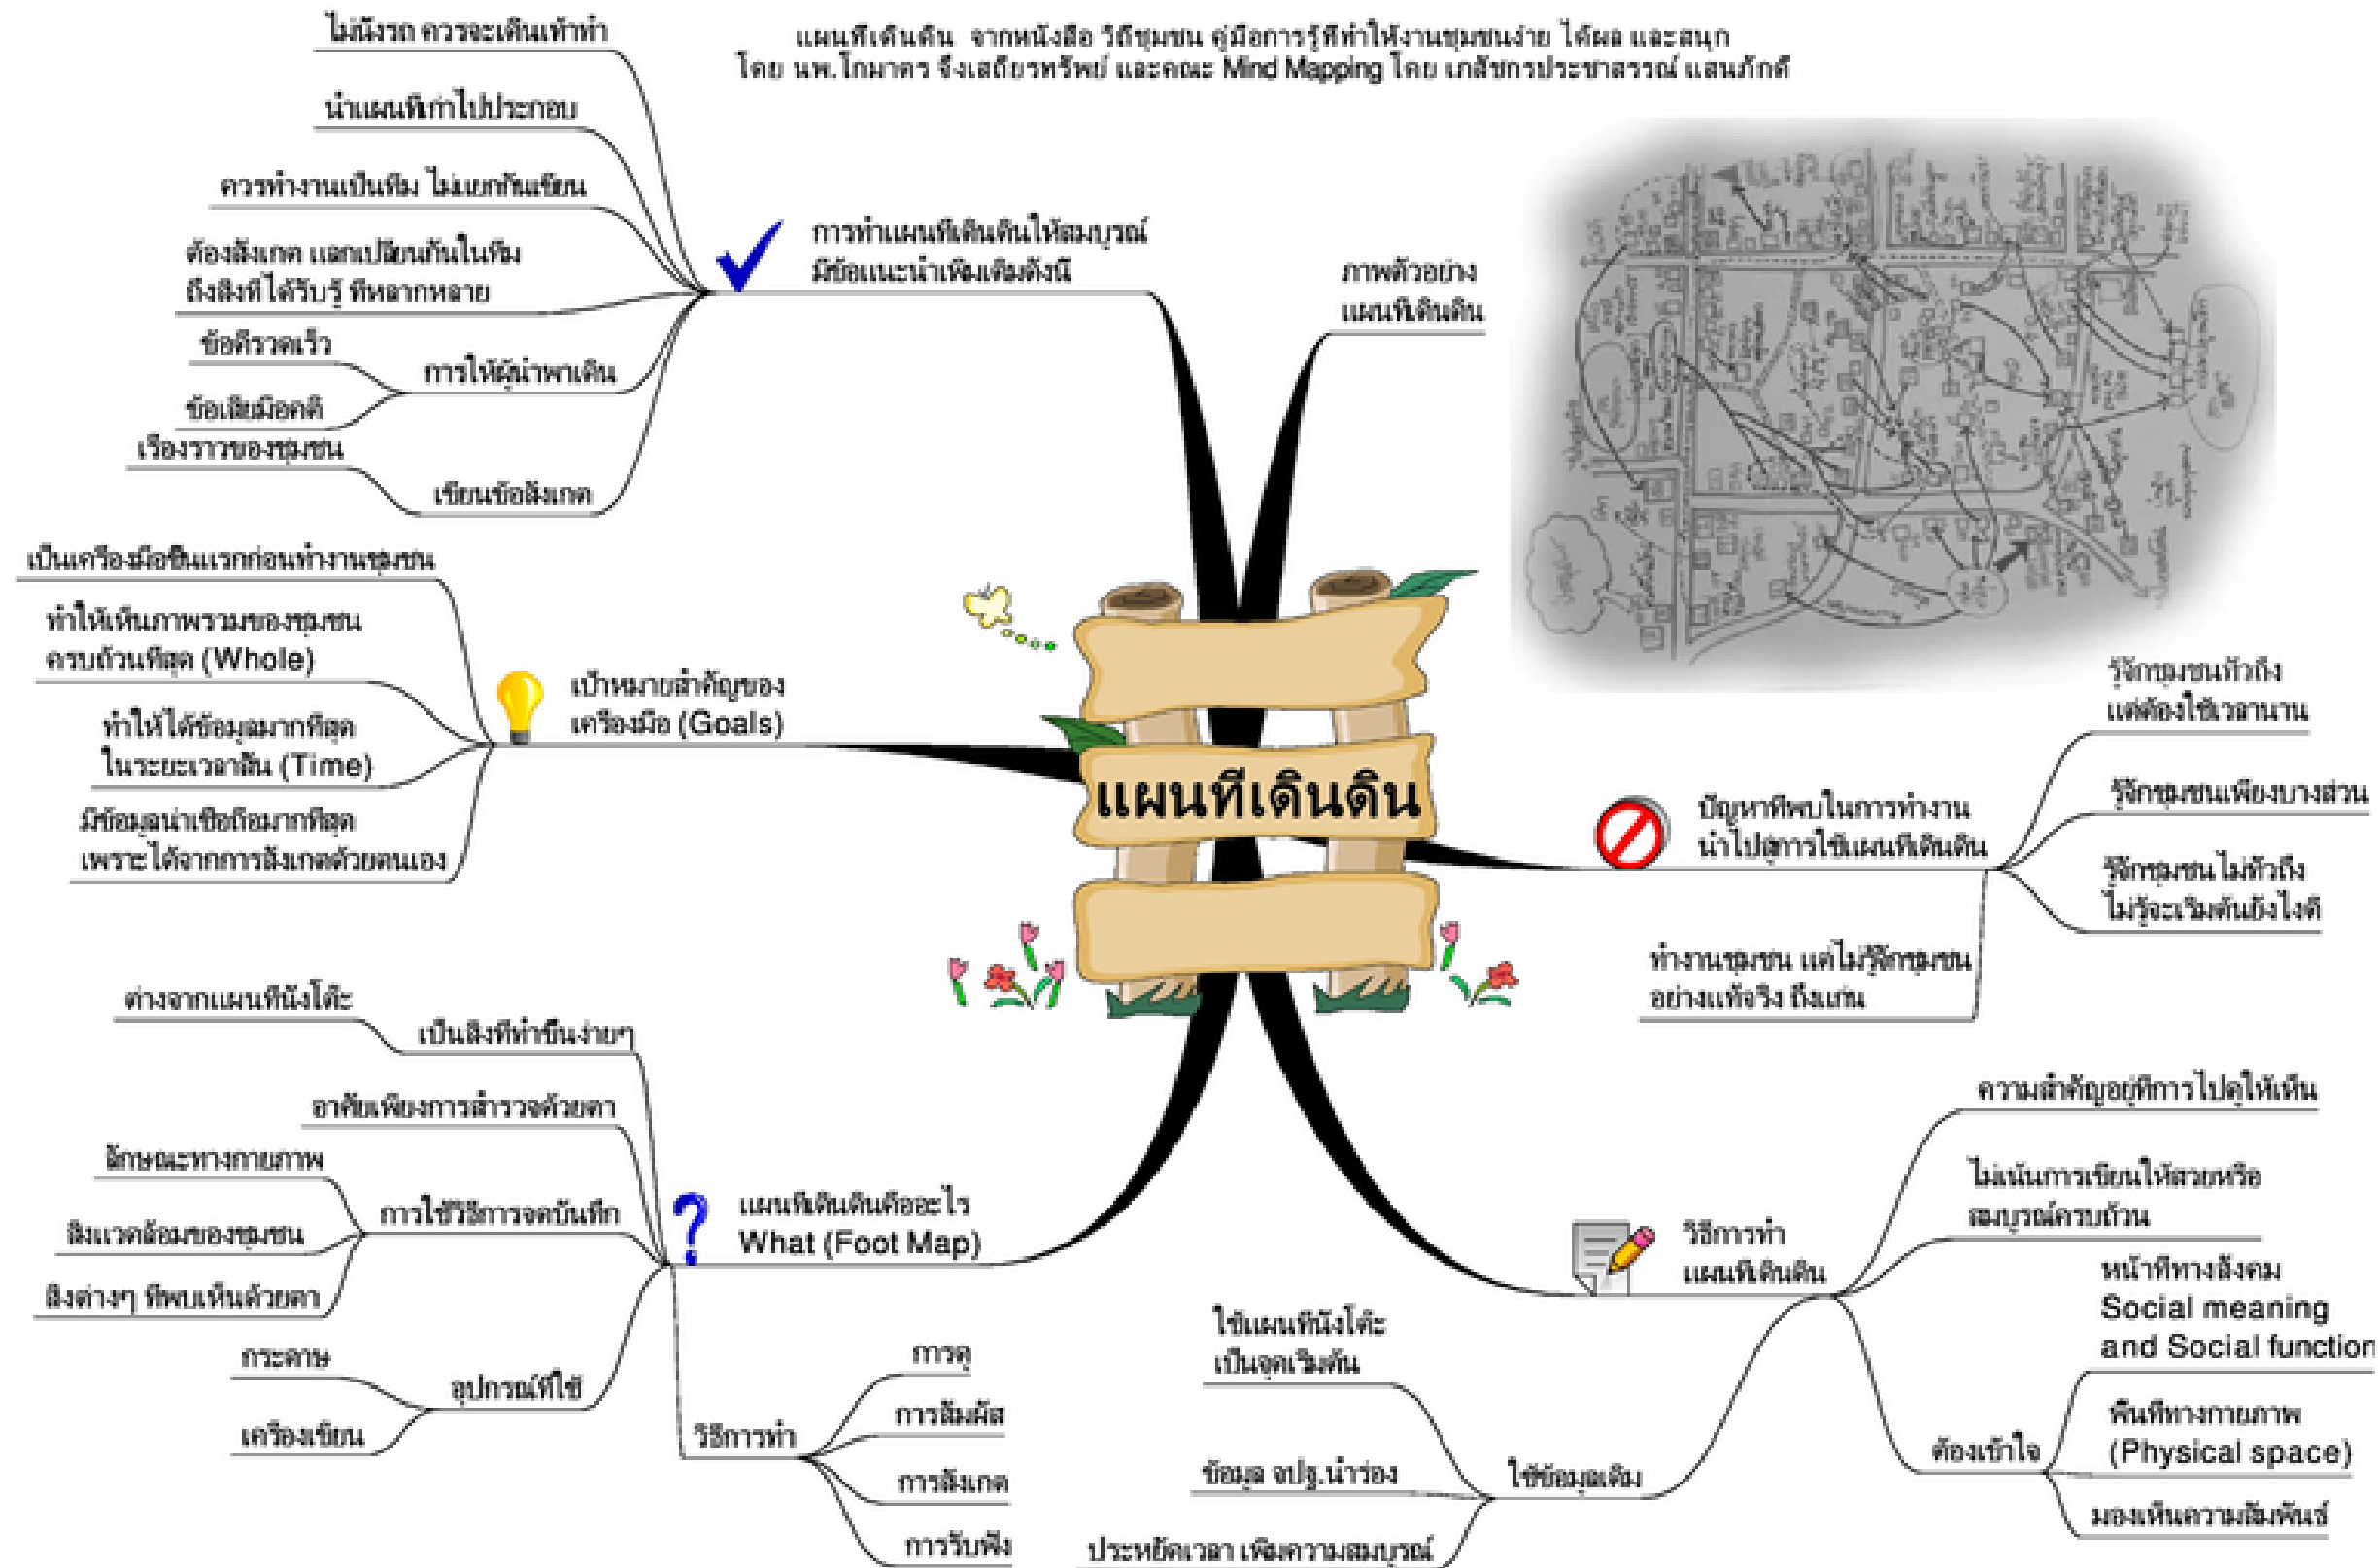 แผนที่เดินดิน จากหนังสือ วิถีชุมชน คู่มือการรู้ที่ทำให้งานชุมชนง่าย ได้ผล และสนุก
โดย นพ.โกมาตร จึงเสถียรทรัพย์ และคณะ Mind Mapping โดย เภสัชกรประชาสรรณ์ แสนภักดี
แผนที่เดินดิน
การทำแผนที่เดินดินให้สมบูรณ์
มีข้อแนะนำเพิ่มเติมดังนี้
ไม่นั่งรถ ควรจะเดินเท้าทำ
นำแผนที่เก่าไปประกอบ
ควรทำงานเป็นทีม ไม่แยกกันเขียน
ต้องสังเกต แลกเปลี่ยนกันในทีม
ถึงสิ่งที่ได้รับรู้ ที่หลากหลาย
การให้ผู้นำพาเดิน
ข้อดีรวดเร็ว
ข้อเสียมีอคติ
เขียนข้อสังเกต
เรื่องราวของชุมชน
เป้าหมายสำคัญของ
เครื่องมือ (Goals)
เป็นเครื่องมือชิ้นแรกก่อนทำงานชุมชน
ทำให้เห็นภาพรวมของชุมชน
ครบถ้วนที่สุด (Whole)
ทำให้ได้ข้อมูลมากที่สุด
ในระยะเวลาสั้น (Time)
มีข้อมูลน่าเชื่อถือมากที่สุด
เพราะได้จากการสังเกตด้วยตนเอง
แผนที่เดินดินคืออะไร
What (Foot Map)
เป็นสิ่งที่ทำขึ้นง่ายๆ
ต่างจากแผนที่นั่งโต๊ะ
อาศัยเพียงการสำรวจด้วยตา
การใช้วิธีการจดบันทึก
ลักษณะทางกายภาพ
สิ่งแวดล้อมของชุมชน
สิ่งต่างๆ ที่พบเห็นด้วยตา
อุปกรณ์ที่ใช้
กระดาษ
เครื่องเขียน
วิธีการทำ
การดู
การสัมผัส
การสังเกต
การรับฟัง
ภาพตัวอย่าง
แผนที่เดินดิน
ปัญหาที่พบในการทำงาน
นำไปสู่การใช้แผนที่เดินดิน
รู้จักชุมชนทั่วถึง
แต่ต้องใช้เวลานาน
รู้จักชุมชนเพียงบางส่วน
รู้จักชุมชน ไม่ทั่วถึง
ไม่รู้จะเริ่มต้นยังไงดี
ทำงานชุมชน แต่ไม่รู้จักชุมชน
อย่างแท้จริง ถึงแก่น
วิธีการทำ
แผนที่เดินดิน
ความสำคัญอยู่ที่การไปดูให้เห็น
ไม่เน้นการเขียนให้สวยหรือ
สมบูรณ์ครบถ้วน
ต้องเข้าใจ
หน้าที่ทางสังคม
Social meaning
and Social function
พื้นที่ทางกายภาพ
(Physical space)
มองเห็นความสัมพันธ์
ใช้ข้อมูลเดิม
ใช้แผนที่นั่งโต๊ะ
เป็นจุดเริ่มต้น
ข้อมูล จปฐ.นำร่อง
ประหยัดเวลา เพิ่มความสมบูรณ์